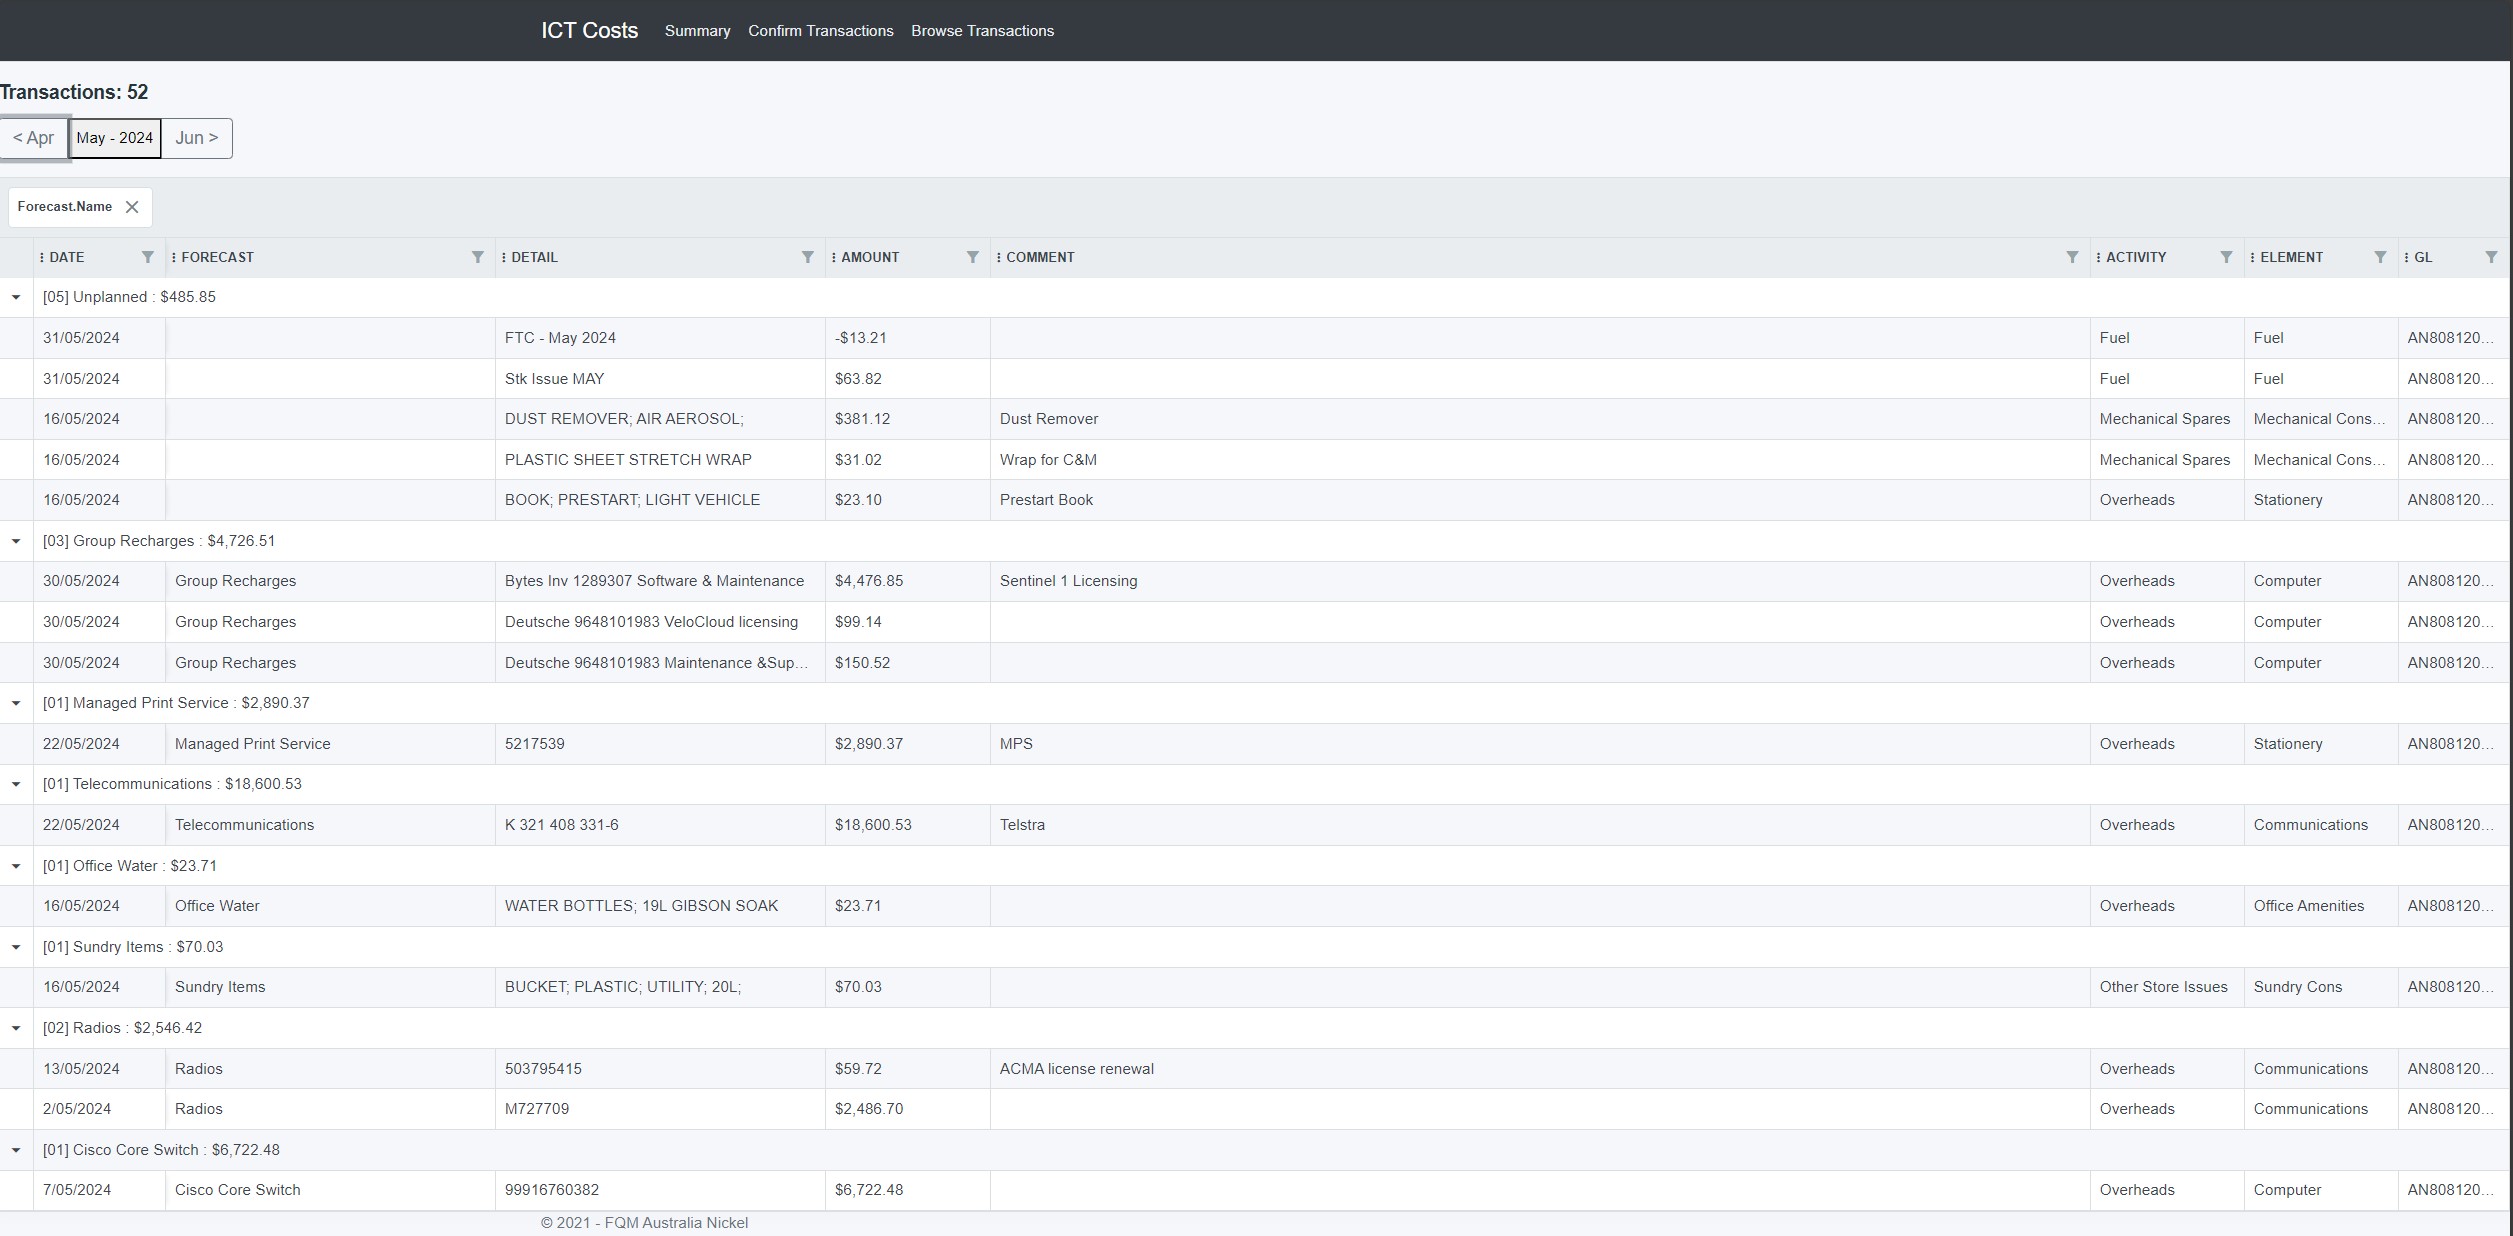 ICT Costs Summary Confirm Transactions Browse Transactions
Transactions: 52
< Apr May - 2024 Jun >
Forecast.Name
DATE FORECAST DETAIL AMOUNT COMMENT ACTIVITY ELEMENT GL
[05] Unplanned : $485.85
31/05/2024 FTC - May 2024 -$13.21 Fuel Fuel AN808120...
31/05/2024 Stk Issue MAY $63.82 Fuel Fuel AN808120...
16/05/2024 DUST REMOVER; AIR AEROSOL; $381.12 Dust Remover Mechanical Spares Mechanical Cons... AN808120...
16/05/2024 PLASTIC SHEET STRETCH WRAP $31.02 Wrap for C&M Mechanical Spares Mechanical Cons... AN808120...
16/05/2024 BOOK; PRESTART; LIGHT VEHICLE $23.10 Prestart Book Overheads Stationery AN808120...
[03] Group Recharges : $4,726.51
30/05/2024 Group Recharges Bytes Inv 1289307 Software & Maintenance $4,476.85 Sentinel 1 Licensing Overheads Computer AN808120...
30/05/2024 Group Recharges Deutsche 9648101983 VeloCloud licensing $99.14 Overheads Computer AN808120...
30/05/2024 Group Recharges Deutsche 9648101983 Maintenance &Sup... $150.52 Overheads Computer AN808120...
[01] Managed Print Service : $2,890.37
22/05/2024 Managed Print Service 5217539 $2,890.37 MPS Overheads Stationery AN808120...
[01] Telecommunications : $18,600.53
22/05/2024 Telecommunications K 321 408 331-6 $18,600.53 Telstra Overheads Communications AN808120...
[01] Office Water : $23.71
16/05/2024 Office Water WATER BOTTLES; 19L GIBSON SOAK $23.71 Overheads Office Amenities AN808120...
[01] Sundry Items : $70.03
16/05/2024 Sundry Items BUCKET; PLASTIC; UTILITY; 20L; $70.03 Other Store Issues Sundry Cons AN808120...
[02] Radios : $2,546.42
13/05/2024 Radios 503795415 $59.72 ACMA license renewal Overheads Communications AN808120...
2/05/2024 Radios M727709 $2,486.70 Overheads Communications AN808120...
[01] Cisco Core Switch : $6,722.48
7/05/2024 Cisco Core Switch 99916760382 $6,722.48 Overheads Computer AN808120...
© 2021 - FQM Australia Nickel